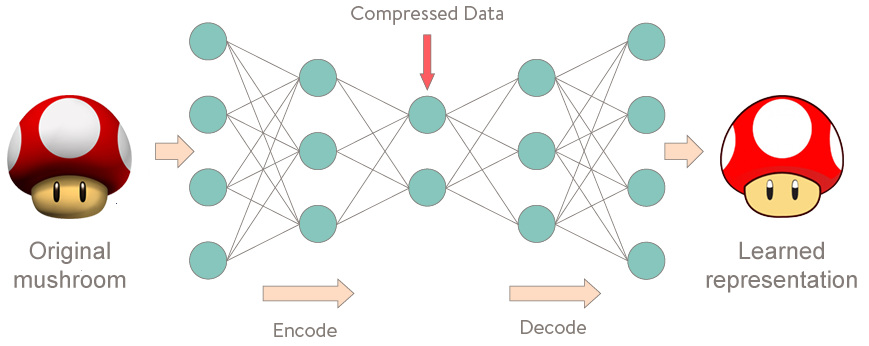 Compressed Data
Original
mushroom
Learned
representation
Encode
Decode